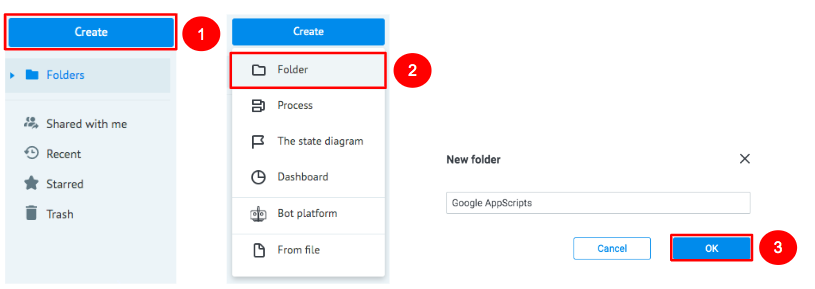 Create
1
Folders
Shared with me
Recent
Starred
Trash
Create
Folder
2
Process
The state diagram
Dashboard
Bot platform
From file
New folder
Google AppScripts
Cancel
OK
3